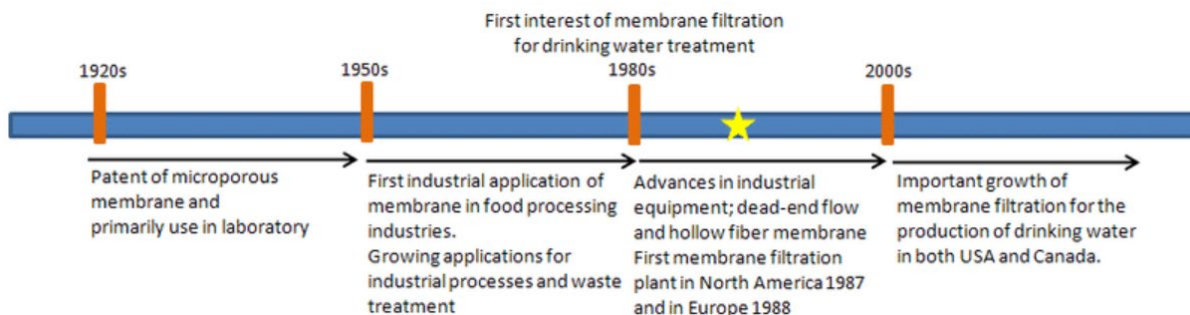 First interest of membrane filtration
for drinking water treatment
1920s
1950s
1980s
2000s
Patent of microporous
membrane and
primarily use in laboratory
First industrial application of
membrane in food processing
industries.
Growing applications for
industrial processes and waste
treatment
Advances in industrial
equipment; dead-end flow
and hollow fiber membrane
First membrane filtration
plant in North America 1987
and in Europe 1988
Important growth of
membrane filtration for the
production of drinking water
in both USA and Canada.